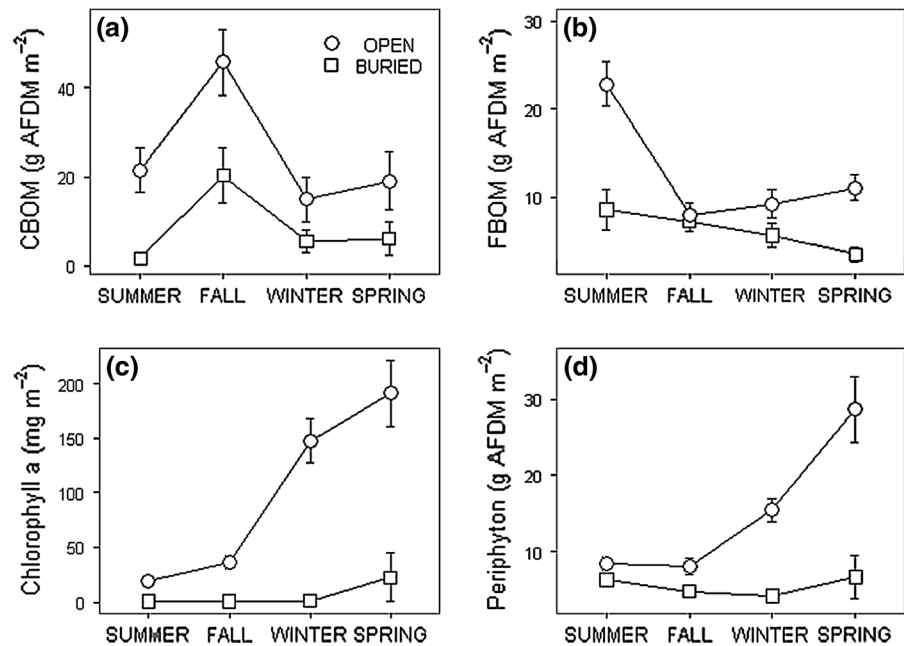 (a)
CBOM (g AFDM m⁻²)
40
20
0
OPEN
BURIED
SUMMER FALL WINTER SPRING
(b)
FBOM (g AFDM m⁻²)
30
20
10
SUMMER FALL WINTER SPRING
(c)
Chlorophyll a (mg m⁻²)
200
150
100
50
0
SUMMER FALL WINTER SPRING
(d)
Periphyton (g AFDM m⁻²)
30
20
10
SUMMER FALL WINTER SPRING